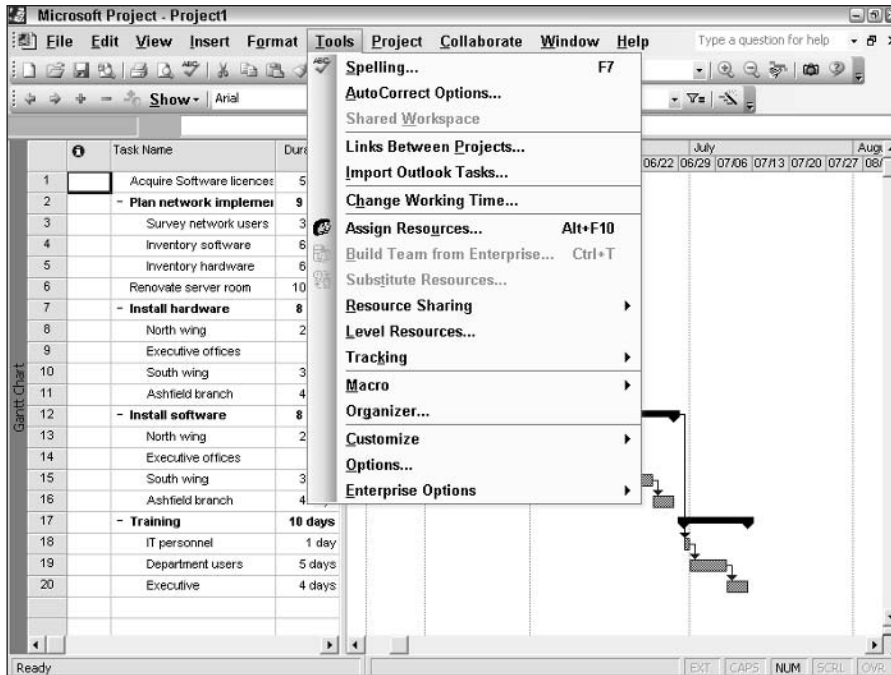 Microsoft Project - Project1
File Edit View Insert Format Tools Project Collaborate Window Help Type a question for help
Show Arial
Spelling... F7
AutoCorrect Options...
Shared Workspace
Links Between Projects...
Import Outlook Tasks...
Change Working Time...
Assign Resources... Alt+F10
Build Team from Enterprise... Ctrl+T
Substitute Resources...
Resource Sharing
Level Resources...
Tracking
Macro
Organizer...
Customize
Options...
Enterprise Options
Task Name Dura
July Augu
06/22 06/29 07/06 07/13 07/20 07/27 08/
1 Acquire Software licences 5
2 - Plan network implemen 9
3 Survey network users 3
4 Inventory software 6
5 Inventory hardware 6
6 Renovate server room 10
7 - Install hardware 8
8 North wing 2
9 Executive offices
10 South wing 3
11 Ashfield branch 4
12 - Install software 8
13 North wing 2
14 Executive offices
15 South wing 3
16 Ashfield branch 4
17 - Training 10 days
18 IT personnel 1 day
19 Department users 5 days
20 Executive 4 days
Gantt Chart
Ready EXT CAPS NUM SCRL OVR